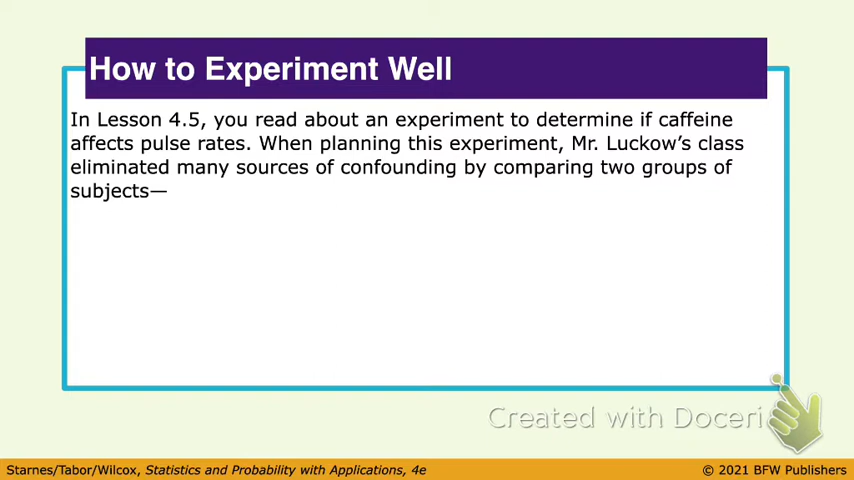 How to Experiment Well
In Lesson 4.5, you read about an experiment to determine if caffeine
affects pulse rates. When planning this experiment, Mr. Luckow's class
eliminated many sources of confounding by comparing two groups of
subjects—
Created with Doceri
Starnes/Tabor/Wilcox, Statistics and Probability with Applications, 4e
© 2021 BFW Publishers